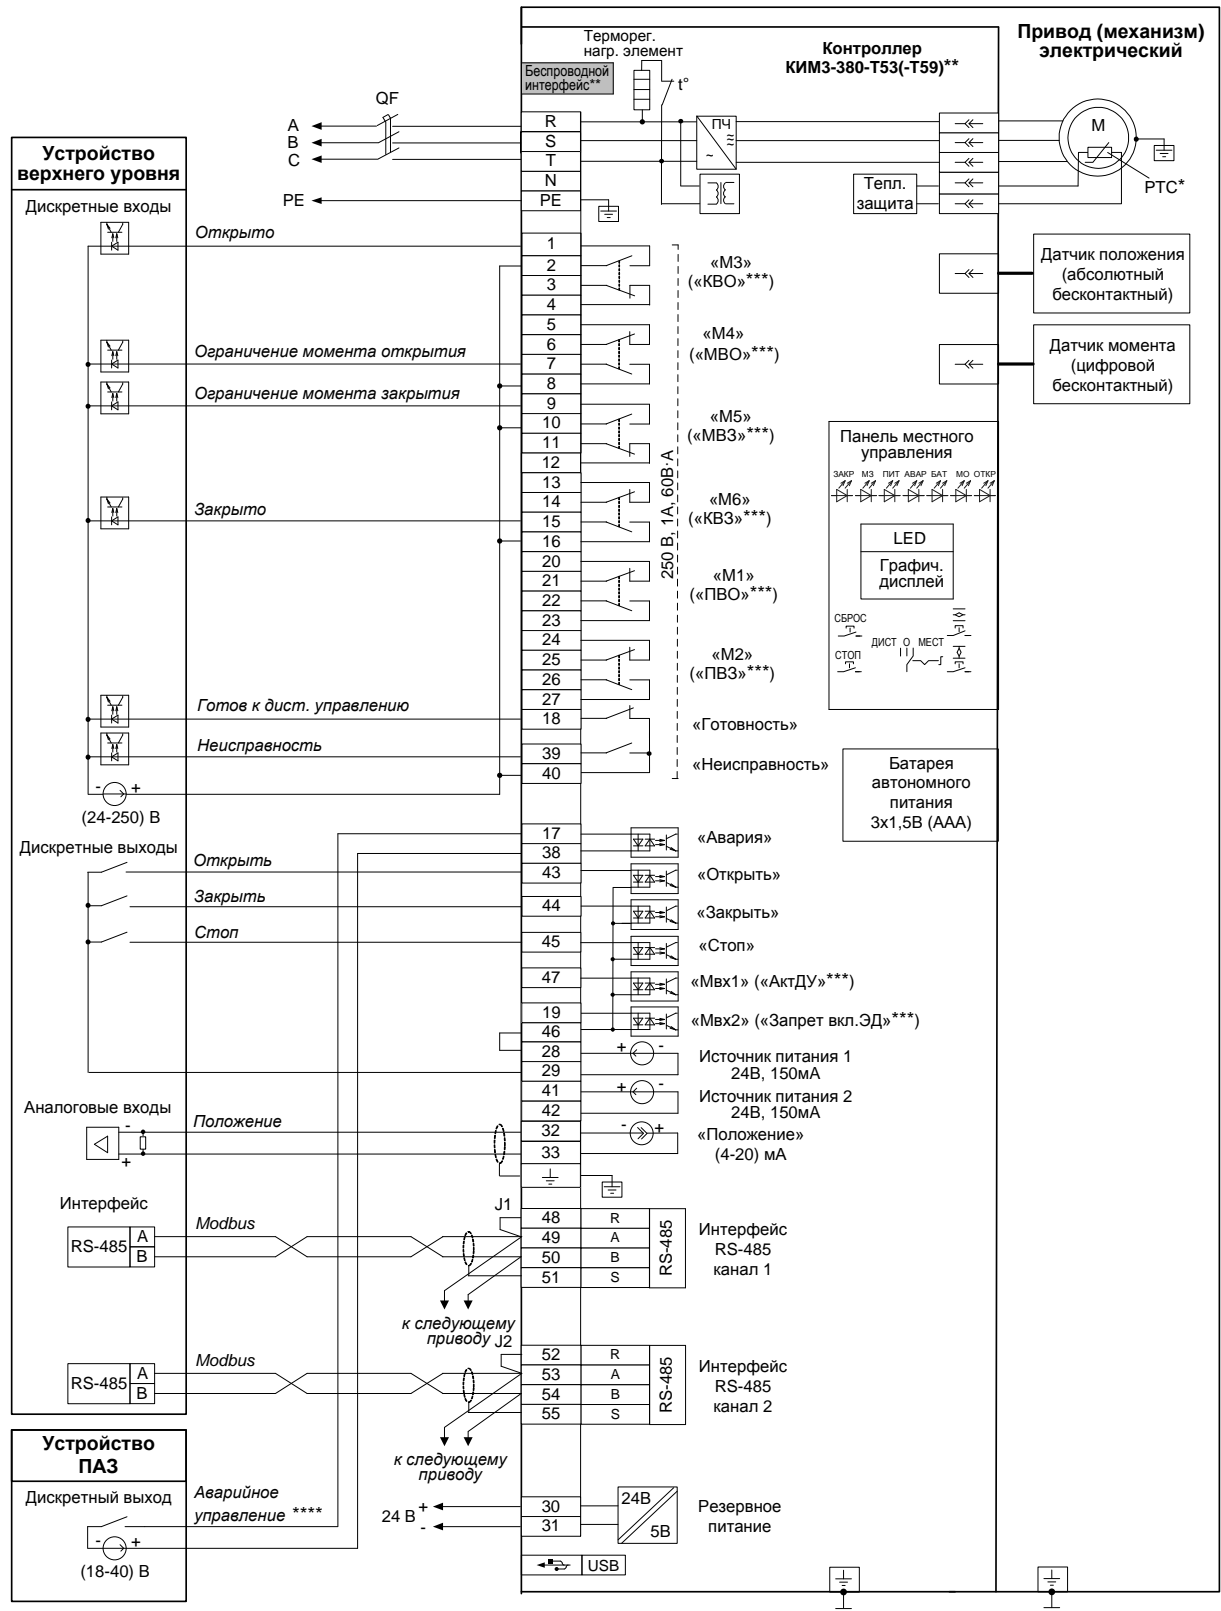 Привод (механизм)
электрический
Терморег.
нагр. элемент
Контроллер
КИМ3-380-Т53(-Т59)**
Беспроводной
интерфейс**
t°
QF
A
B
C
PE
R
S
T
N
PE
ПЧ
~
M
PTC*
Тепл.
защита
Устройство
верхнего уровня
Дискретные входы
Открыто
1
2
3
4
«М3»
(«КВО»***)
Датчик положения
(абсолютный
бесконтактный)
Ограничение момента открытия
5
6
7
8
«М4»
(«МВО»***)
Датчик момента
(цифровой
бесконтактный)
Ограничение момента закрытия
9
10
11
12
«М5»
(«МВЗ»***)
250 В, 1А, 60В·А
Панель местного
управления
ЗАКР МЗ ПИТ АВАР БАТ МО ОТКР
Закрыто
13
14
15
16
«М6»
(«КВЗ»***)
LED
Графич.
дисплей
20
21
22
23
«М1»
(«ПВО»***)
СБРОС
СТОП
ДИСТ О МЕСТ
24
25
26
27
«М2»
(«ПВЗ»***)
Готов к дист. управлению
18
«Готовность»
Неисправность
39
40
«Неисправность»
Батарея
автономного
питания
3х1,5В (ААА)
- +
(24-250) В
Дискретные выходы
17
38
«Авария»
Открыть
43
«Открыть»
Закрыть
44
«Закрыть»
Стоп
45
«Стоп»
47
«Мвх1» («АктДУ»***)
19
46
«Мвх2» («Запрет вкл.ЭД»***)
28
29
+ -
Источник питания 1
24В, 150мА
41
42
+ -
Источник питания 2
24В, 150мА
Аналоговые входы
-
+
Положение
32
33
- +
«Положение»
(4-20) мА
Интерфейс
RS-485
A
B
Modbus
J1
48 R
49 A
50 B
51 S
RS-485
Интерфейс
RS-485
канал 1
к следующему
приводу
RS-485
A
B
Modbus
J2
52 R
53 A
54 B
55 S
RS-485
Интерфейс
RS-485
канал 2
к следующему
приводу
Устройство
ПАЗ
Дискретный выход
Аварийное
управление ****
- +
(18-40) В
24 В
+
-
30
31
24В
5В
Резервное
питание
USB